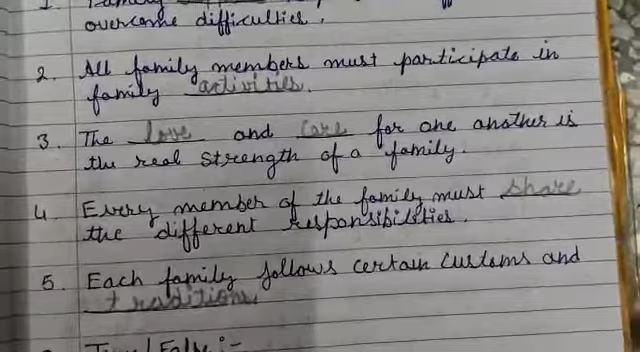 overcome difficulties.
2. All family members must participate in
family activities.
3. The love and care for one another is
the real strength of a family.
4. Every member of the family must share
the different responsibilities.
5. Each family follows certain customs and
traditions.